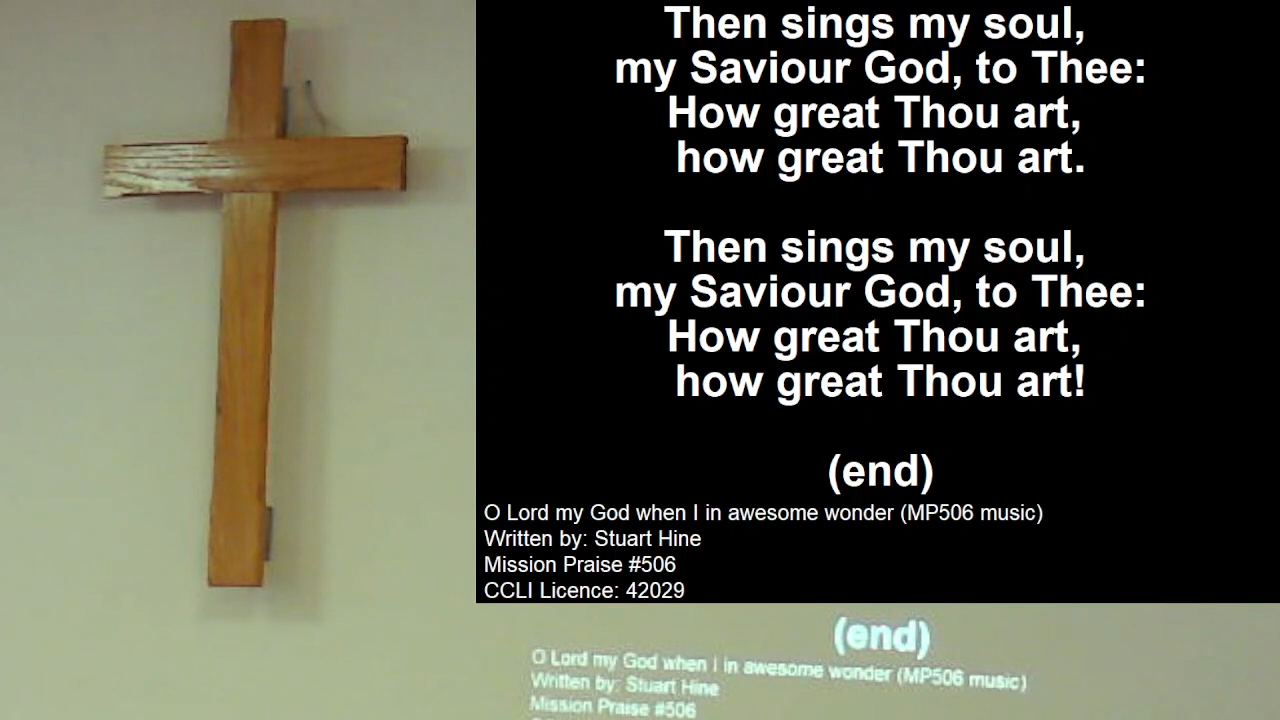 Then sings my soul,
my Saviour God, to Thee:
How great Thou art,
how great Thou art.
Then sings my soul,
my Saviour God, to Thee:
How great Thou art,
how great Thou art!
(end)
O Lord my God when I in awesome wonder (MP506 music)
Written by: Stuart Hine
Mission Praise #506
CCLI Licence: 42029
(end)
O Lord my God when I in awesome wonder (MP506 music)
Written by: Stuart Hine
Mission Praise #506